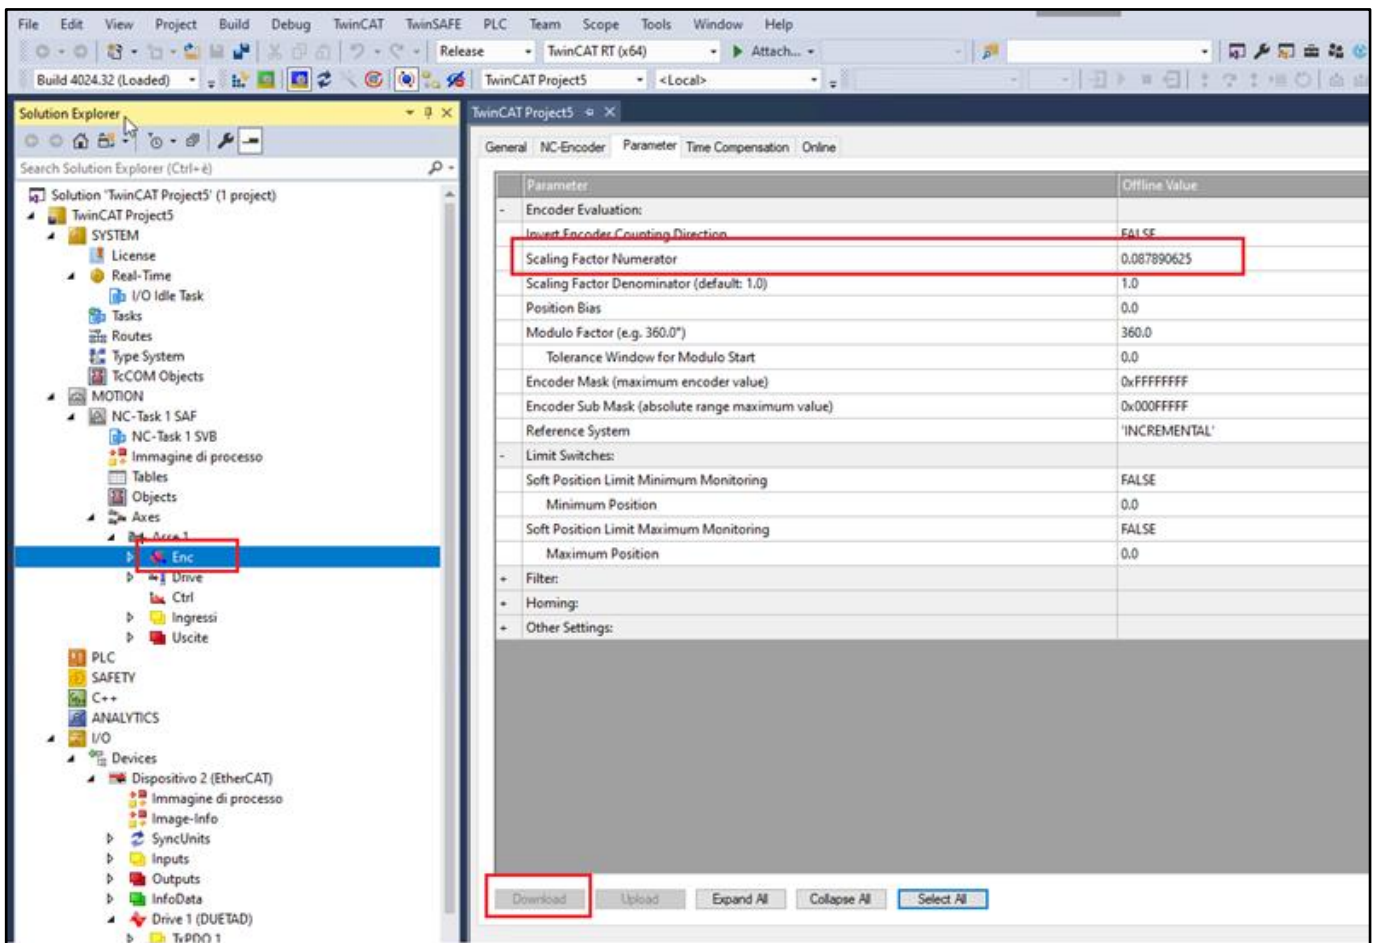 File Edit View Project Build Debug TwinCAT TwinSAFE PLC Team Scope Tools Window Help
Release TwinCAT RT (x64) Attach...
Build 4024.32 (Loaded) TwinCAT Project5 <Local>
Solution Explorer
Search Solution Explorer (Ctrl+è)
Solution 'TwinCAT Project5' (1 project)
TwinCAT Project5
SYSTEM
License
Real-Time
I/O Idle Task
Tasks
Routes
Type System
TcCOM Objects
MOTION
NC-Task 1 SAF
NC-Task 1 SVB
Immagine di processo
Tables
Objects
Axes
Asse 1
Enc
Drive
Ctrl
Ingressi
Uscite
PLC
SAFETY
C++
ANALYTICS
I/O
Devices
Dispositivo 2 (EtherCAT)
Immagine di processo
Image-Info
SyncUnits
Inputs
Outputs
InfoData
Drive 1 (DUETAD)
TxPDO 1
TwinCAT Project5
General NC-Encoder Parameter Time Compensation Online
Parameter Offline Value
- Encoder Evaluation:
Invert Encoder Counting Direction FALSE
Scaling Factor Numerator 0.087890625
Scaling Factor Denominator (default: 1.0) 1.0
Position Bias 0.0
Modulo Factor (e.g. 360.0°) 360.0
Tolerance Window for Modulo Start 0.0
Encoder Mask (maximum encoder value) 0xFFFFFFFF
Encoder Sub Mask (absolute range maximum value) 0x000FFFFF
Reference System 'INCREMENTAL'
- Limit Switches:
Soft Position Limit Minimum Monitoring FALSE
Minimum Position 0.0
Soft Position Limit Maximum Monitoring FALSE
Maximum Position 0.0
+ Filter:
+ Homing:
+ Other Settings:
Download Upload Expand All Collapse All Select All